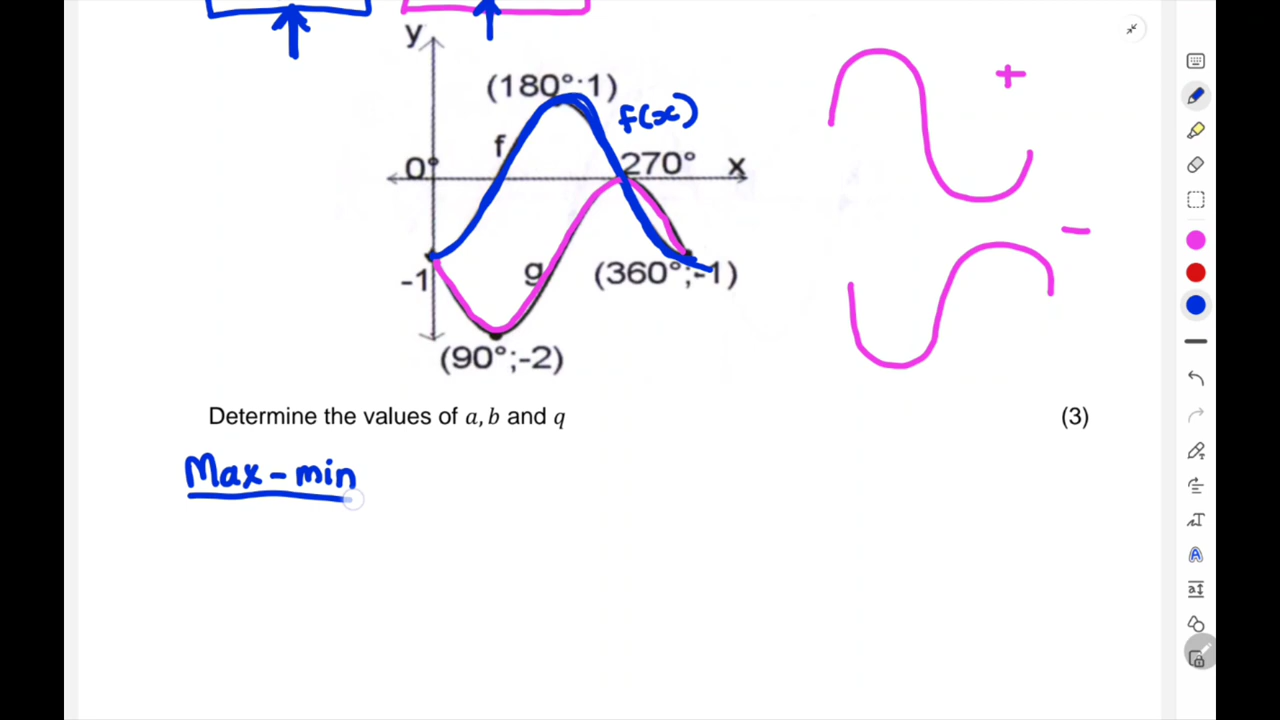 y
(180°·1)
f(x)
+
f
0°
270°
x
-
-1
g
(360°;-1)
(90°;-2)
Determine the values of a, b and q
(3)
Max - min